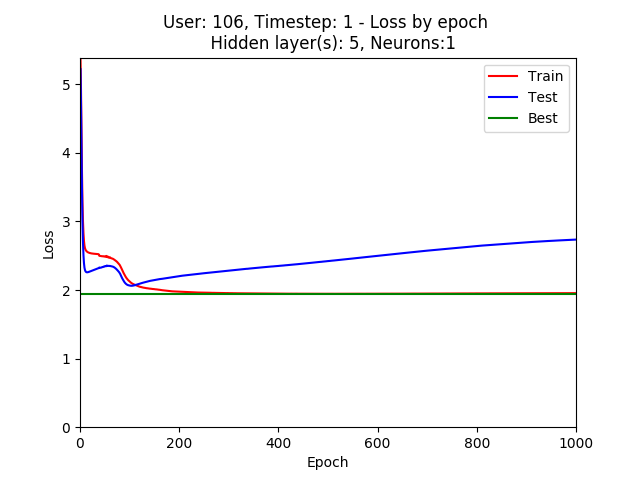 User: 106, Timestep: 1 - Loss by epoch
Hidden layer(s): 5, Neurons:1
Train
Test
Best
5
4
3
2
1
0
Loss
0 200 400 600 800 1000
Epoch